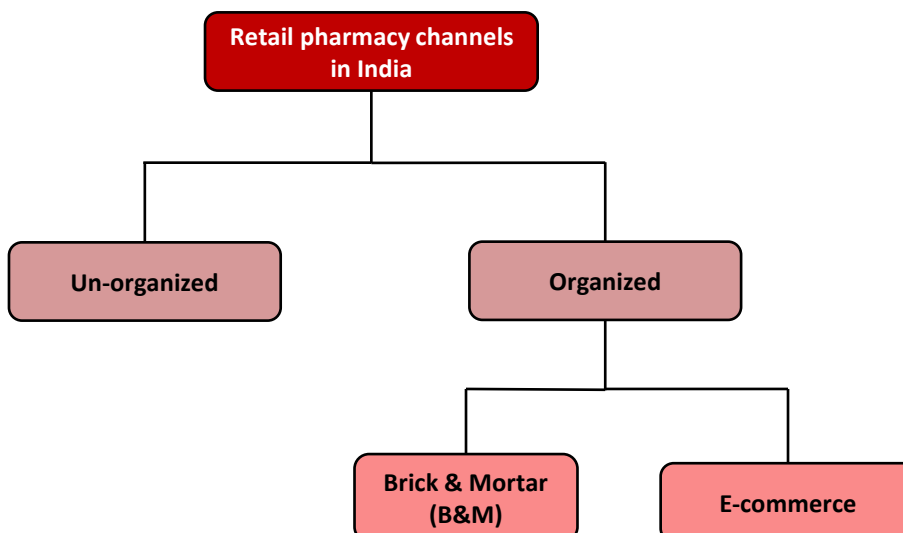 Retail pharmacy channels
in India
Un-organized
Organized
Brick & Mortar
(B&M)
E-commerce